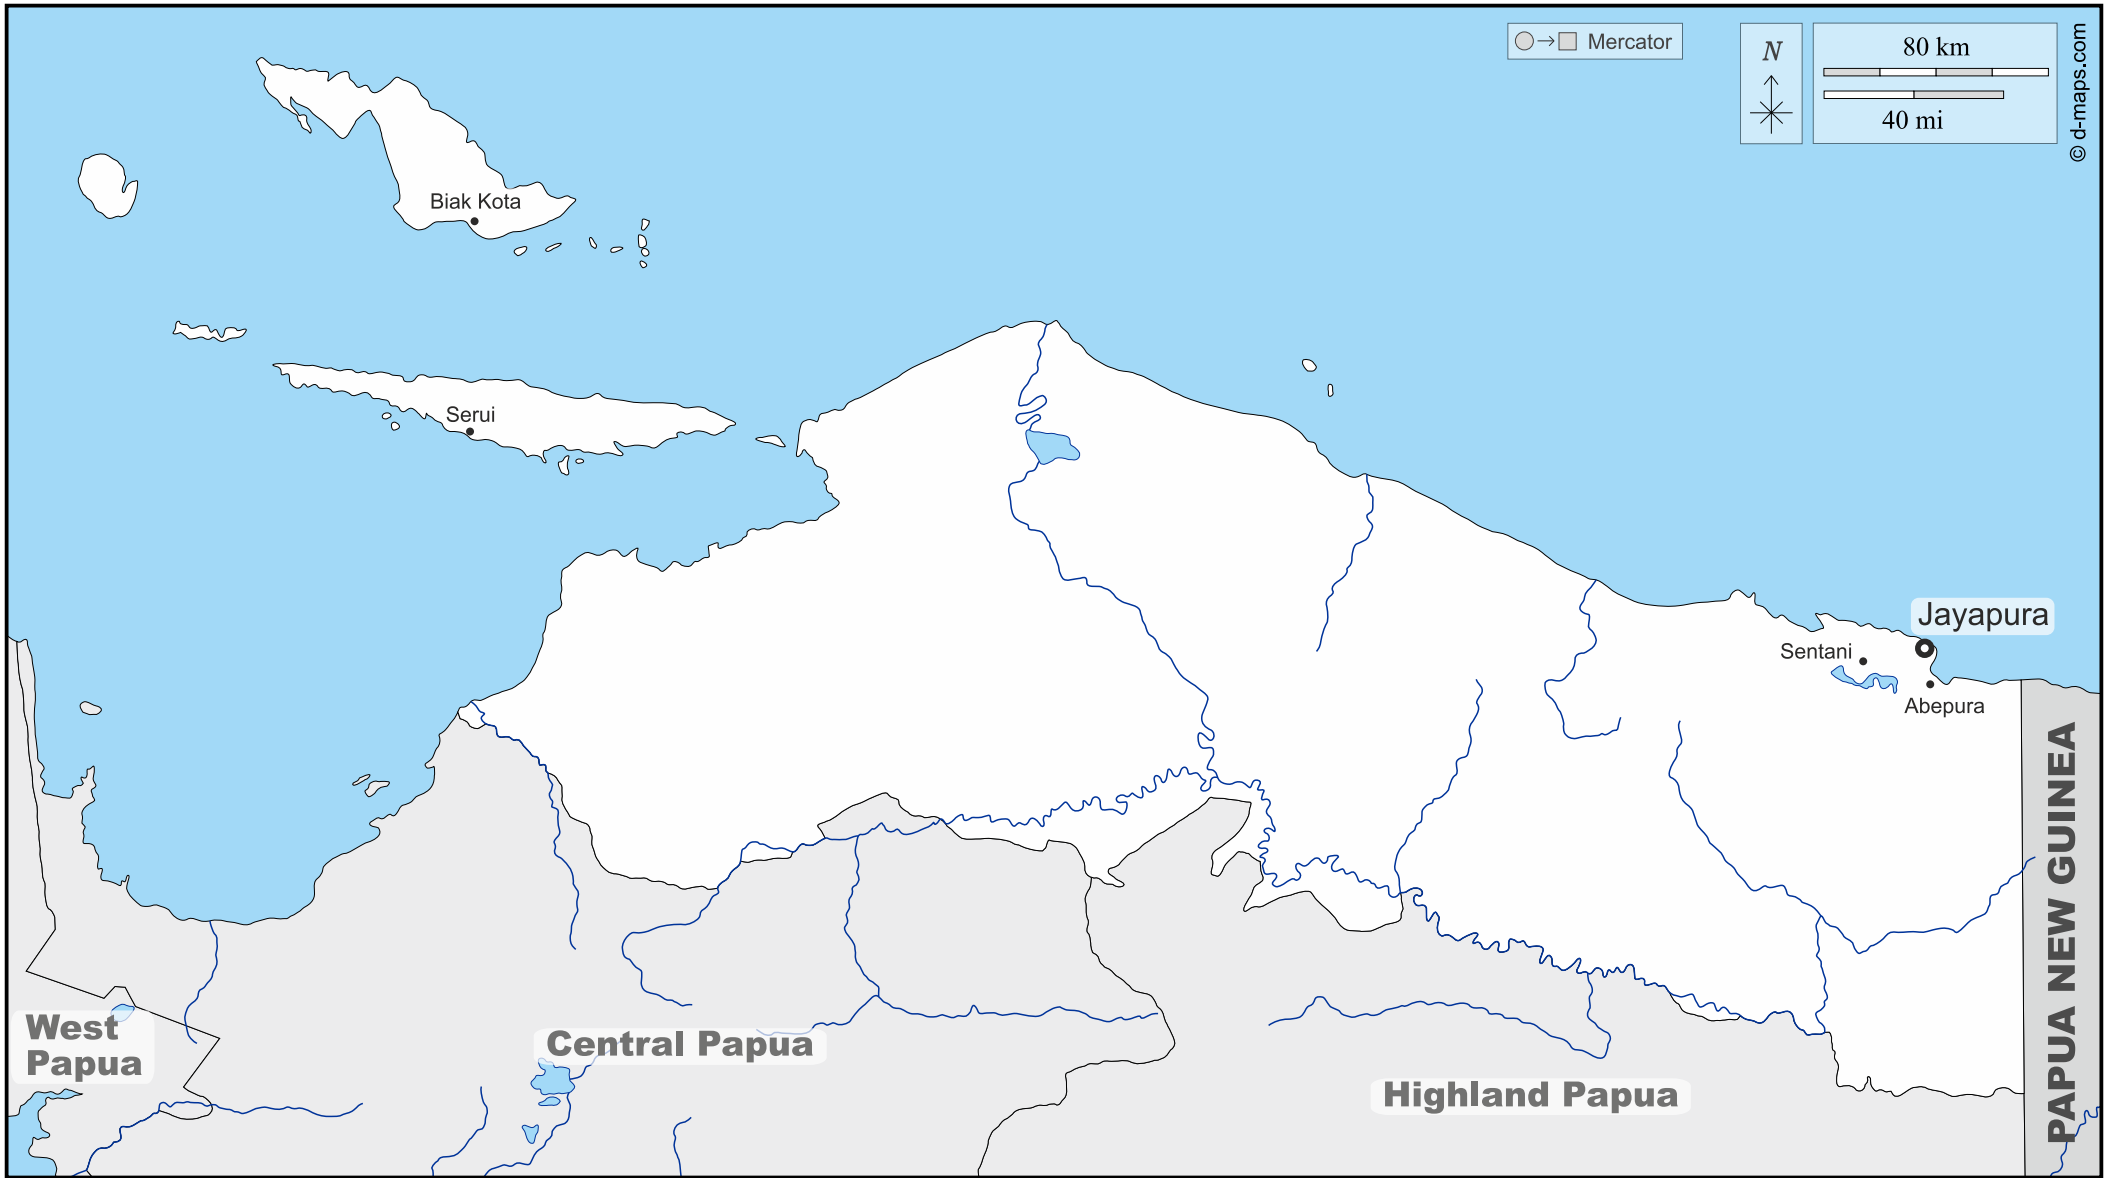 Mercator
N
80 km
40 mi
© d-maps.com
Biak Kota
Serui
Jayapura
Sentani
Abepura
PAPUA NEW GUINEA
West
Papua
Central Papua
Highland Papua